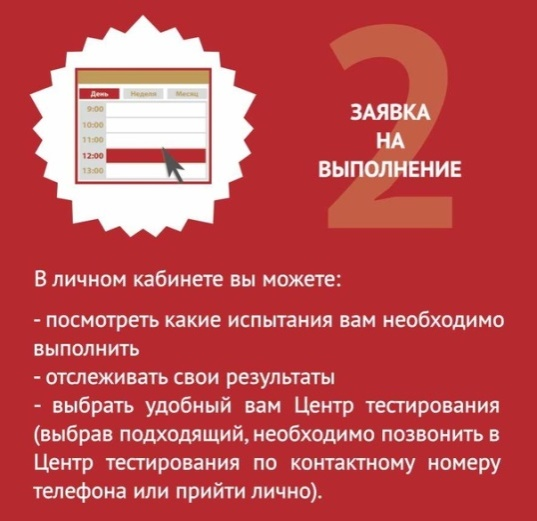 День Неделя Месяц
9:00
10:00
11:00
12:00
13:00
2
ЗАЯВКА
НА
ВЫПОЛНЕНИЕ
В личном кабинете вы можете:
- посмотреть какие испытания вам необходимо
выполнить
- отслеживать свои результаты
- выбрать удобный вам Центр тестирования
(выбрав подходящий, необходимо позвонить в
Центр тестирования по контактному номеру
телефона или прийти лично).